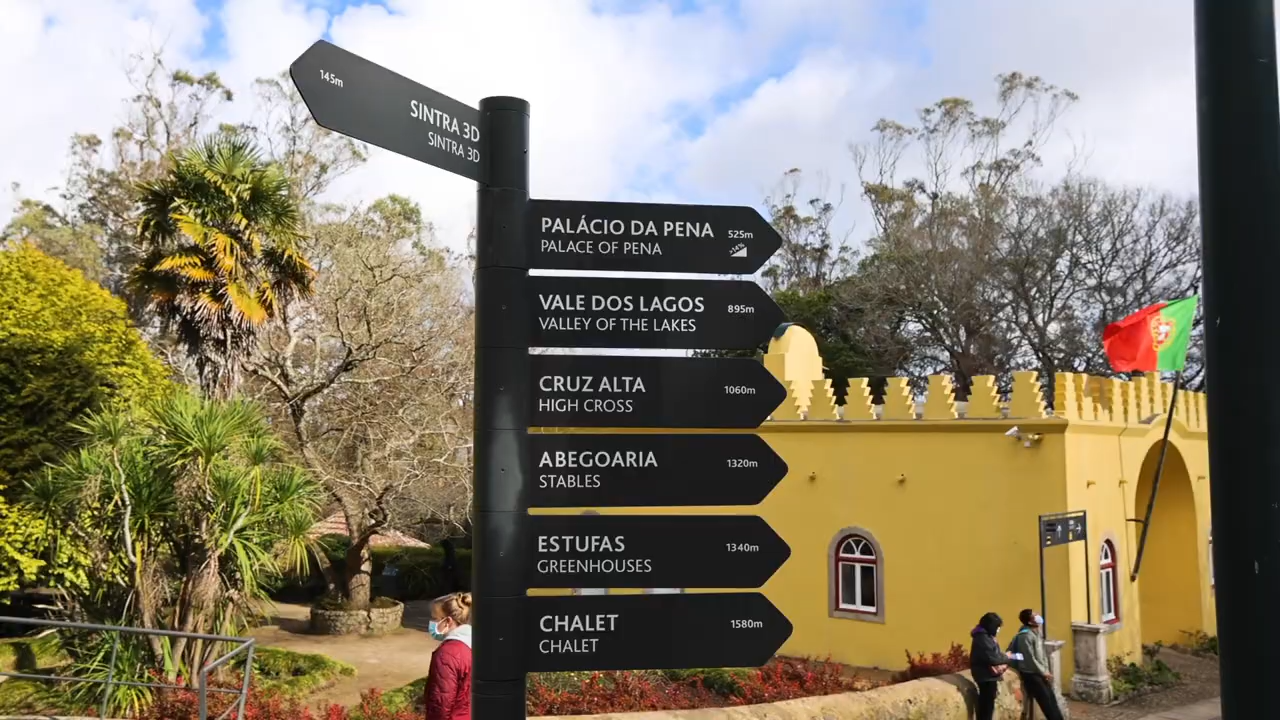 145m
SINTRA 3D
SINTRA 3D
PALÁCIO DA PENA 525m
PALACE OF PENA >14%
VALE DOS LAGOS 895m
VALLEY OF THE LAKES
CRUZ ALTA 1060m
HIGH CROSS
ABEGOARIA 1320m
STABLES
ESTUFAS 1340m
GREENHOUSES
CHALET 1580m
CHALET